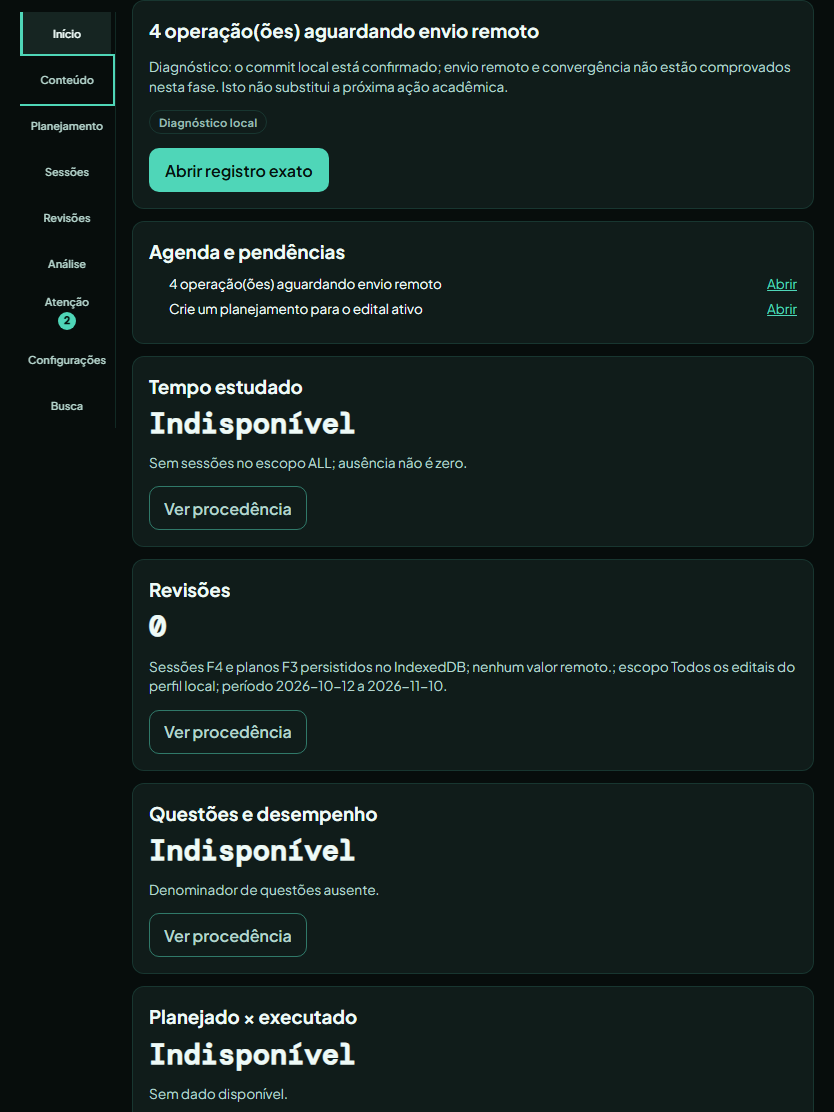 Início
Conteúdo
Planejamento
Sessões
Revisões
Análise
Atenção
2
Configurações
Busca
4 operação(ões) aguardando envio remoto
Diagnóstico: o commit local está confirmado; envio remoto e convergência não estão comprovados
nesta fase. Isto não substitui a próxima ação acadêmica.
Diagnóstico local
Abrir registro exato
Agenda e pendências
4 operação(ões) aguardando envio remoto
Abrir
Crie um planejamento para o edital ativo
Abrir
Tempo estudado
Indisponível
Sem sessões no escopo ALL; ausência não é zero.
Ver procedência
Revisões
0
Sessões F4 e planos F3 persistidos no IndexedDB; nenhum valor remoto.; escopo Todos os editais do
perfil local; período 2026-10-12 a 2026-11-10.
Ver procedência
Questões e desempenho
Indisponível
Denominador de questões ausente.
Ver procedência
Planejado × executado
Indisponível
Sem dado disponível.